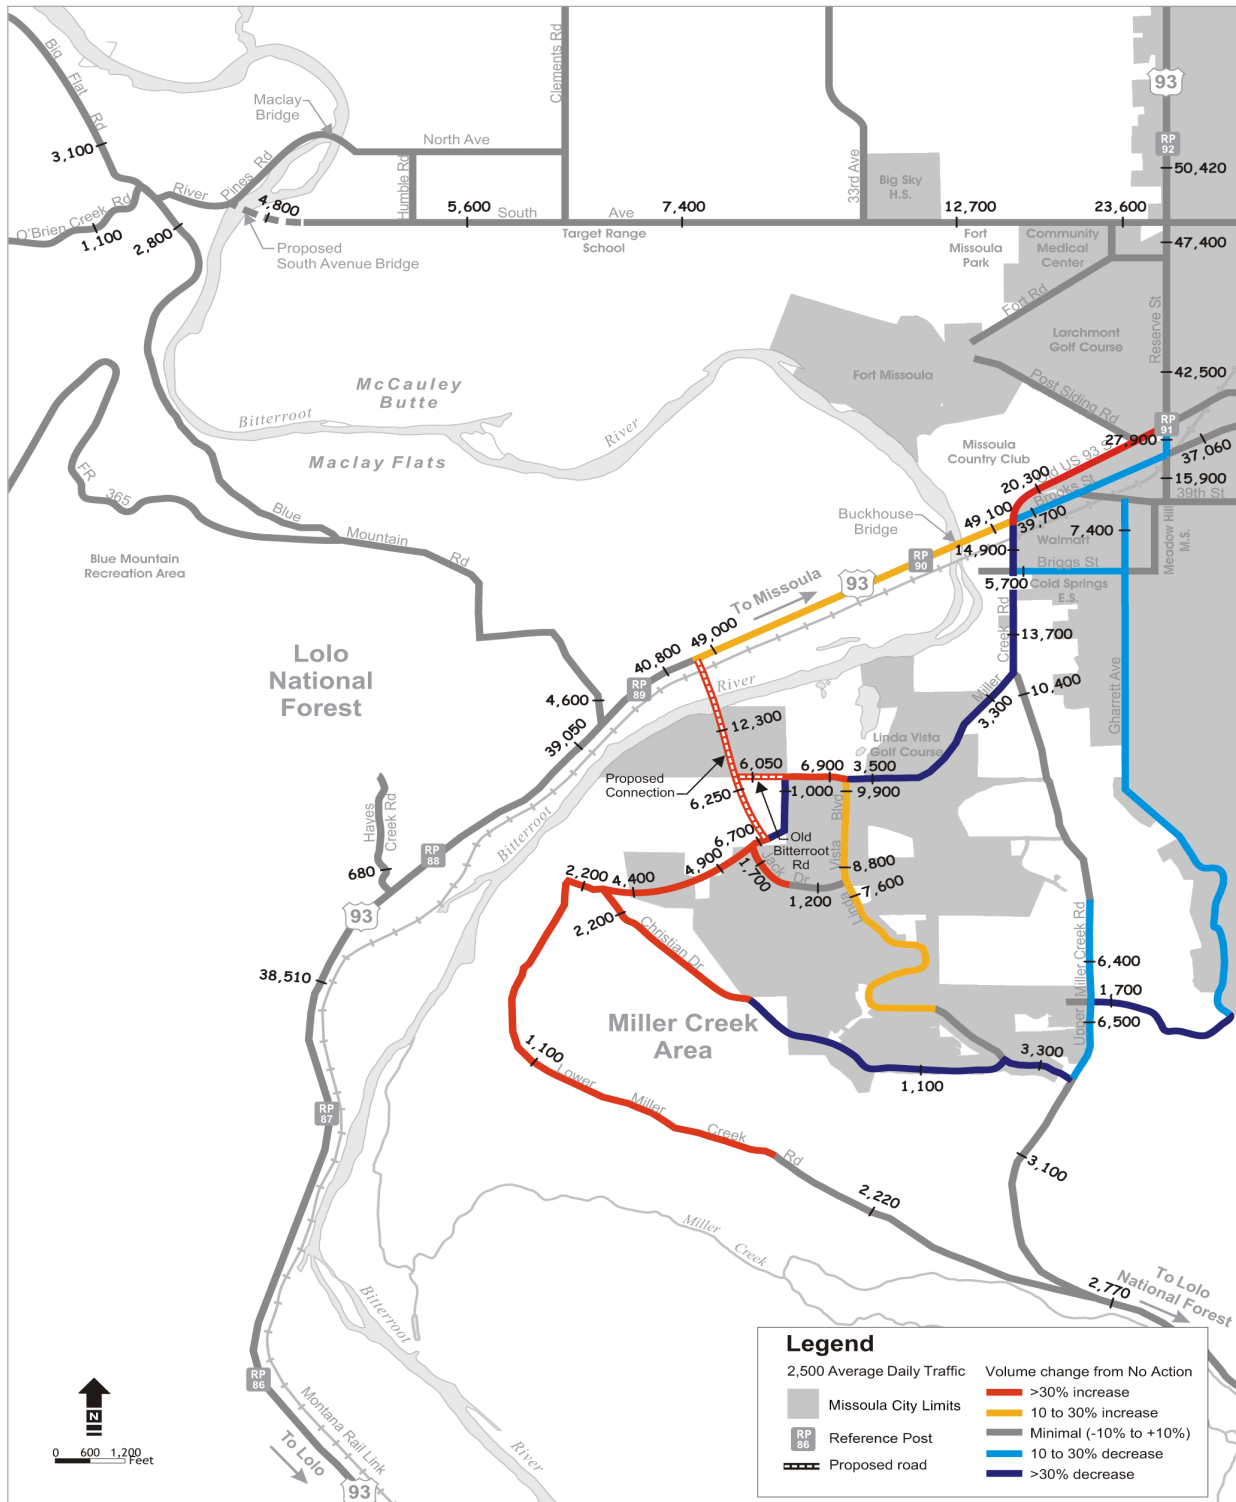 Big Flat Rd
3,100
O'Brien Creek Rd
1,100
2,800
River
Pines Rd
Maclay
Bridge
4,800
Proposed
South Avenue Bridge
North Ave
Humble Rd
Clements Rd
5,600
South
Ave
Target Range
School
7,400
33rd Ave
Big Sky
H.S.
12,700
Fort
Missoula
Park
Community
Medical
Center
23,600
93
RP
92
50,420
47,400
Fort Rd
Larchmont
Golf Course
Reserve St
42,500
Post Siding Rd
RP
91
27,900
37,060
15,900
39th St
Fort Missoula
McCauley
Butte
Bitterroot
River
Maclay Flats
FR
365
Blue
Mountain
Rd
Blue Mountain
Recreation Area
Missoula
Country Club
Old US 93 S
20,300
Brooks St
39,700
49,100
Buckhouse
Bridge
14,900
Walmart
7,400
Meadow Hill
M.S.
Briggs St
5,700
Cold Springs
E.S.
RP
90
93
To Missoula
49,000
40,800
RP
89
Lolo
National
Forest
4,600
39,050
River
12,300
Miller
Creek Rd
13,700
10,400
3,300
Gharrott Ave
Linda Vista
Golf Course
Proposed
Connection
6,050
6,900
3,500
6,250
1,000
9,900
Old
Bitterroot
Rd
6,700
Jack Dr
1,700
1,200
Linda Vista Blvd
8,800
7,600
4,900
4,400
2,200
2,200
Christian Dr
Hayes
Creek Rd
680
RP
88
93
Bitterroot
38,510
Miller Creek
Area
Upper Miller Creek Rd
6,400
1,700
6,500
3,300
1,100
1,100
Lower
Miller
Creek
Rd
RP
87
3,100
2,220
Miller
Creek
2,770
To Lolo
National Forest
Bitterroot
River
RP
86
Montana Rail Link
To Lolo
93
N
0 600 1,200
Feet
Legend
2,500 Average Daily Traffic
Missoula City Limits
RP
86
Reference Post
Proposed road
Volume change from No Action
>30% increase
10 to 30% increase
Minimal (-10% to +10%)
10 to 30% decrease
>30% decrease